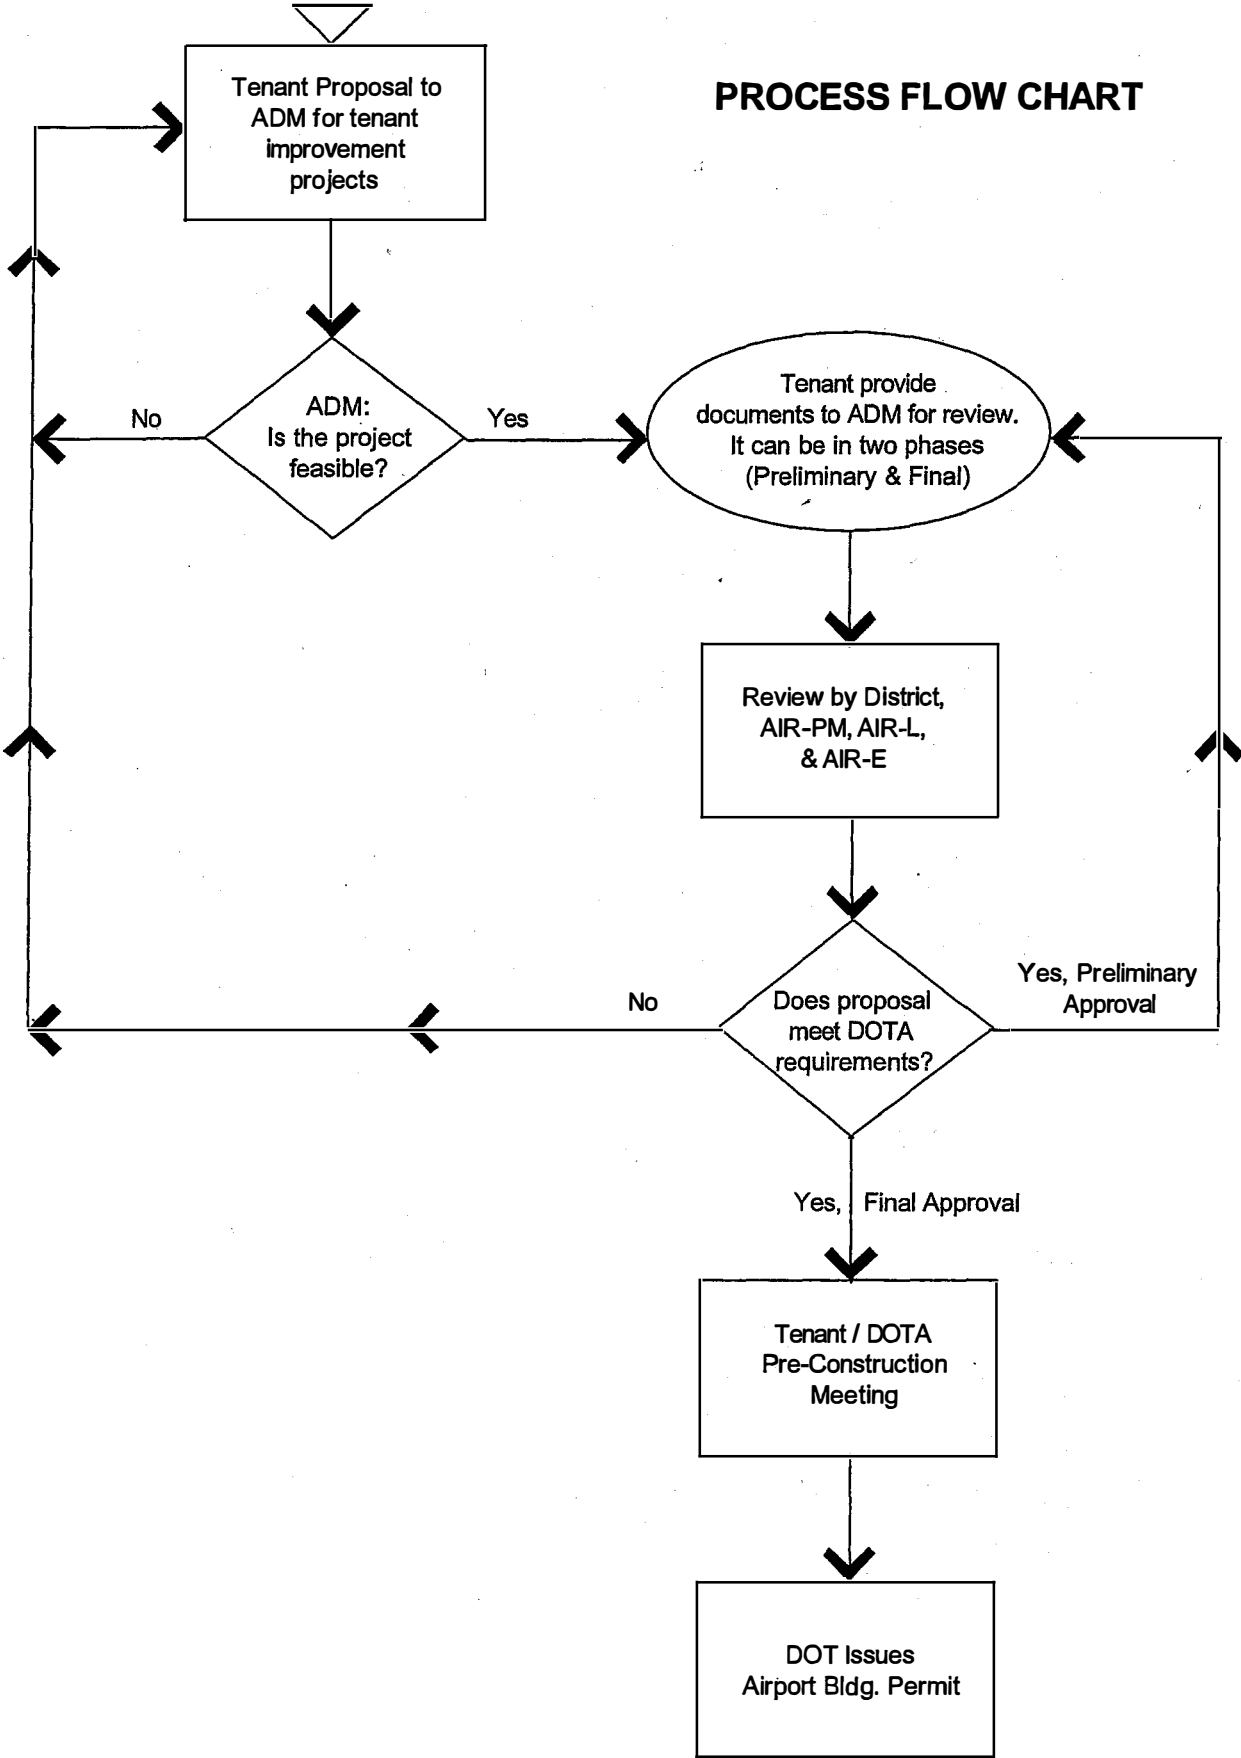 PROCESS FLOW CHART
Tenant Proposal to
ADM for tenant
improvement
projects
No
ADM:
Is the project
feasible?
Yes
Tenant provide
documents to ADM for review.
It can be in two phases
(Preliminary & Final)
Review by District,
AIR-PM, AIR-L,
& AIR-E
No
Does proposal
meet DOTA
requirements?
Yes, Preliminary
Approval
Yes, Final Approval
Tenant / DOTA
Pre-Construction
Meeting
DOT Issues
Airport Bldg. Permit